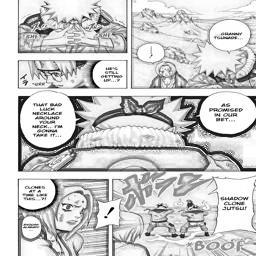 ...GRANNY
TSUNADE...
HE'S
STILL
GETTING
UP...?
THAT BAD
LUCK
NECKLACE
AROUND
YOUR
NECK... I'M
GONNA
TAKE IT...
AS
PROMISED
IN OUR
BET...
CLONES
AT A
TIME LIKE
THIS...?!
!
SHADOW
CLONE
JUTSU!
BOOF